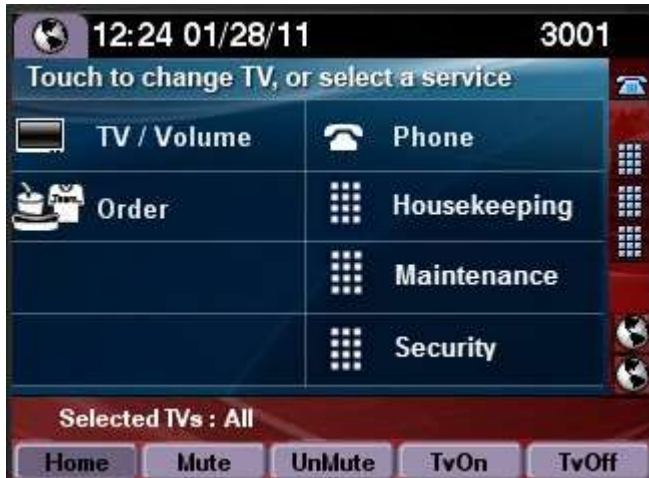 12:24 01/28/11 3001
Touch to change TV, or select a service
TV / Volume Phone
Order Housekeeping
Maintenance
Security
Selected TVs : All
Home Mute UnMute TvOn TvOff